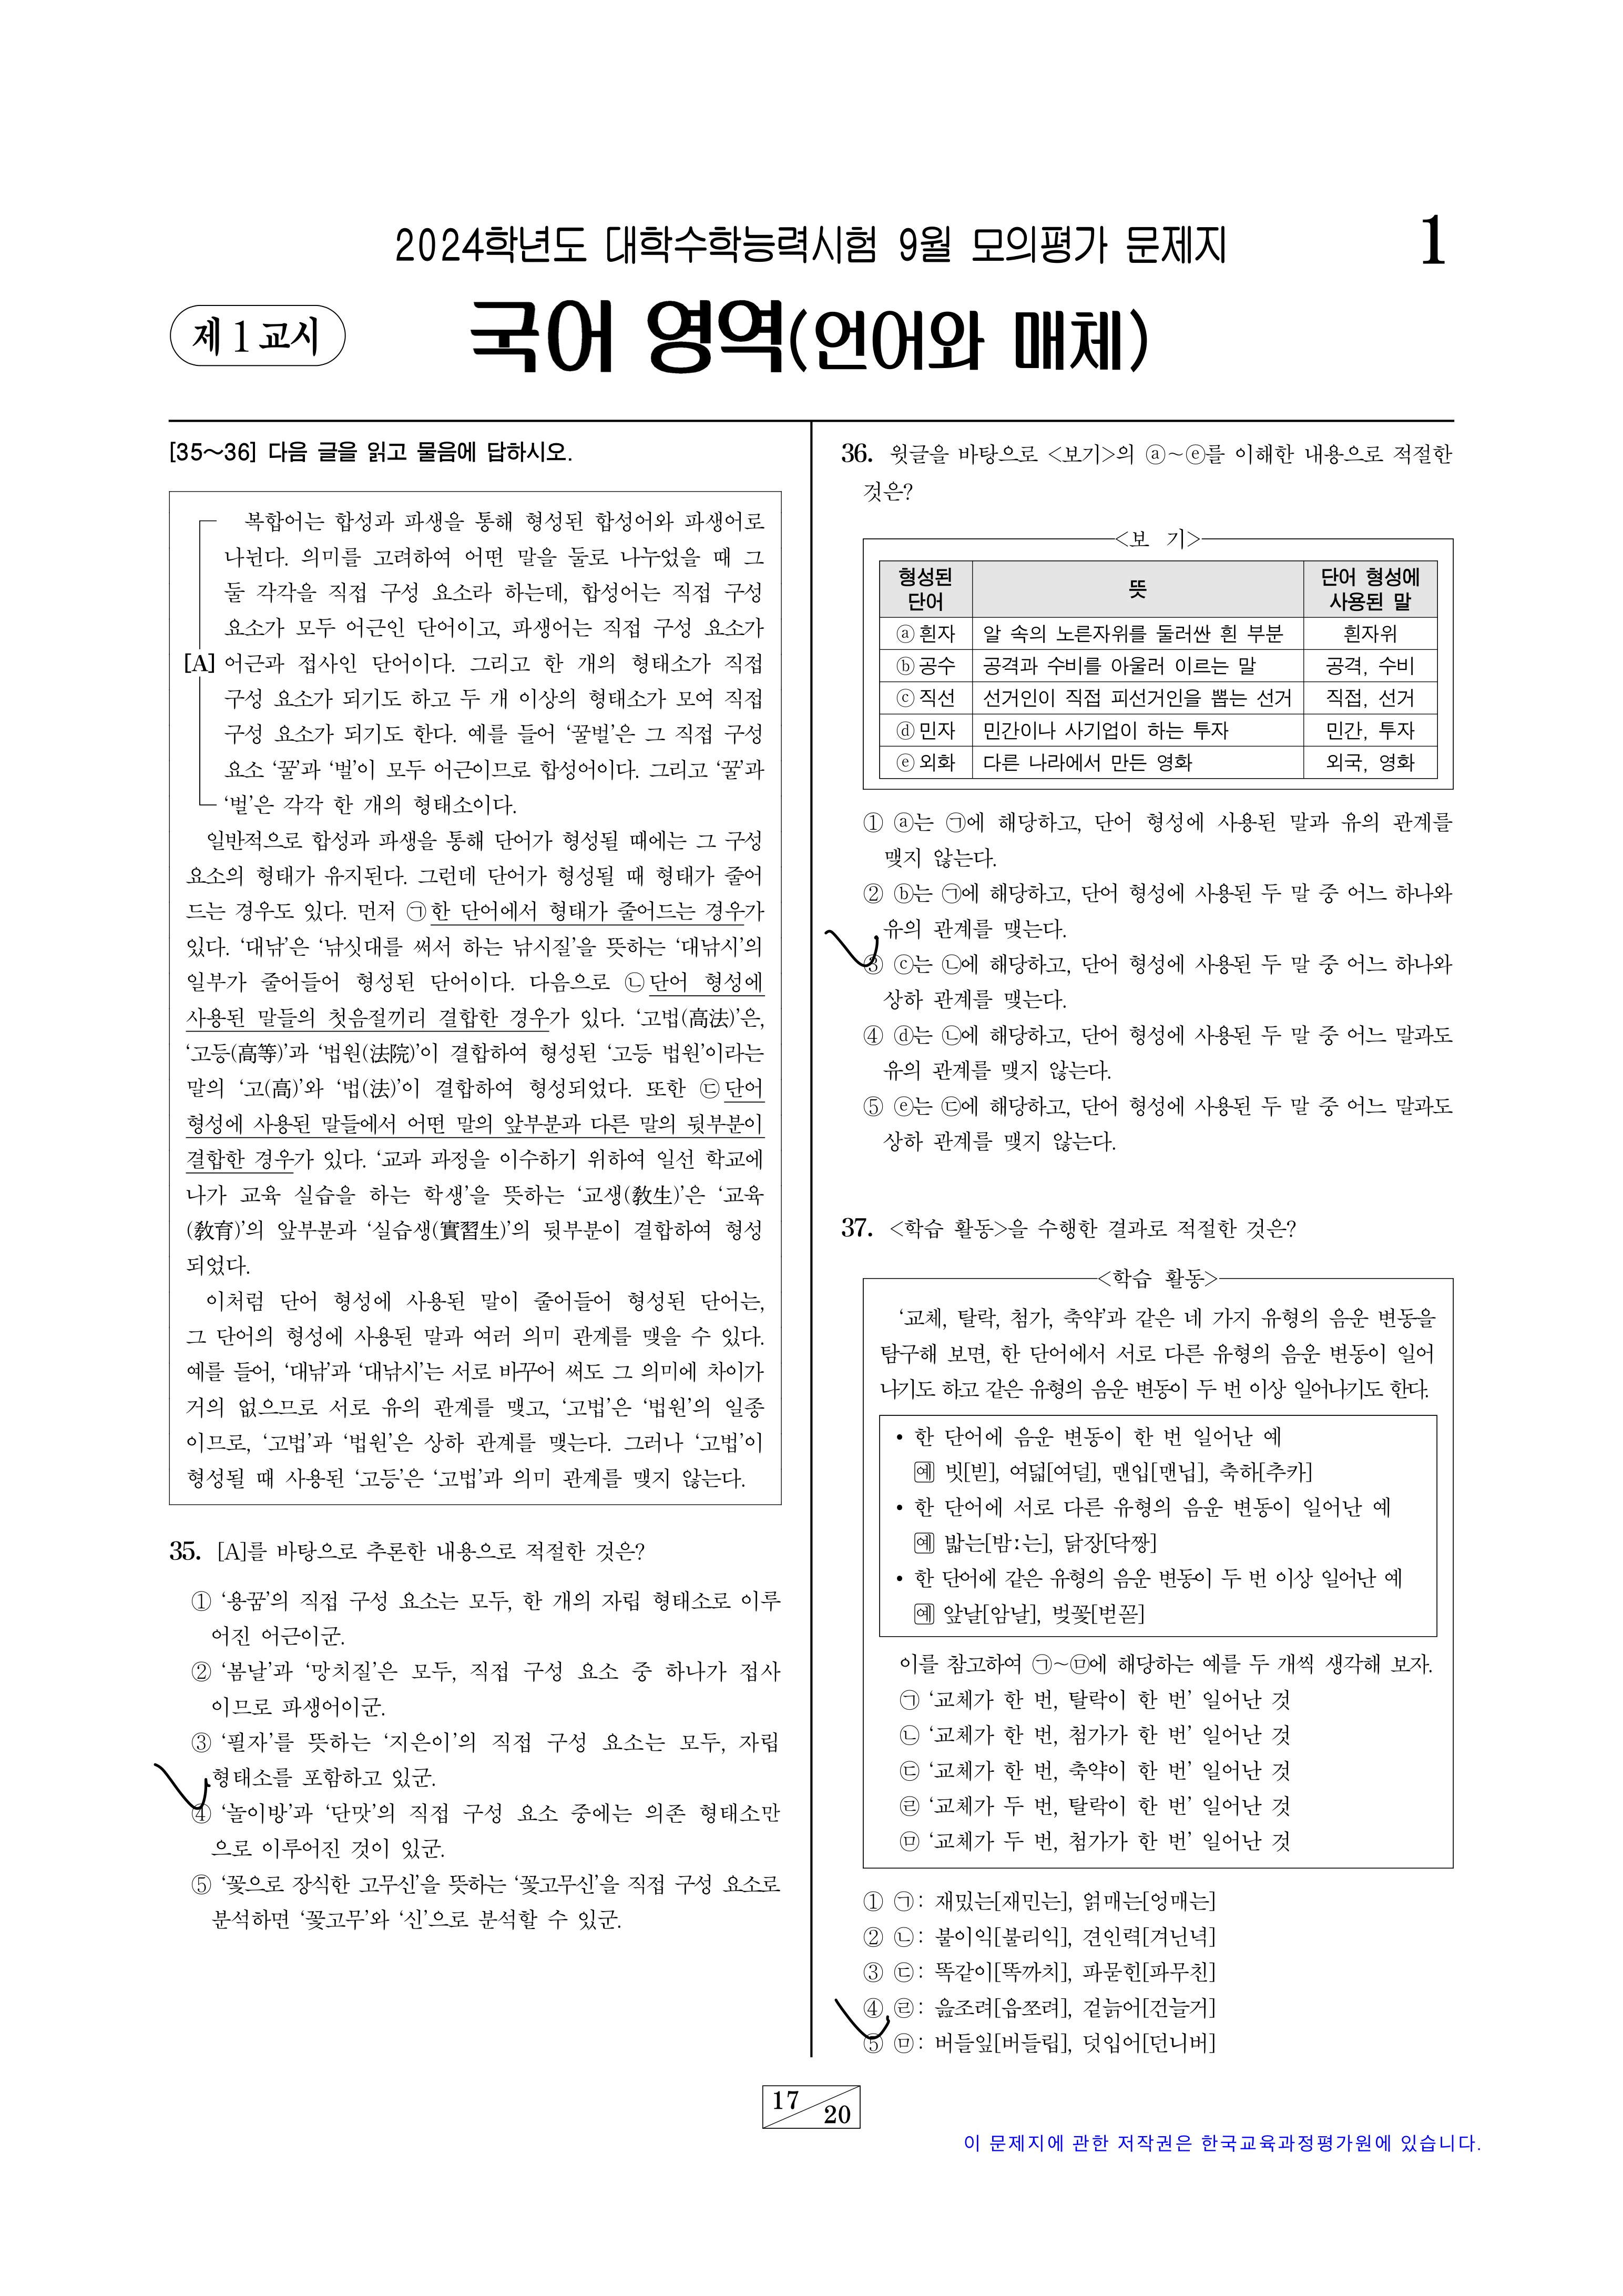 2024학년도 대학수학능력시험 9월 모의평가 문제지
1
제 1 교시
국어 영역(언어와 매체)
[35~36] 다음 글을 읽고 물음에 답하시오.
복합어는 합성과 파생을 통해 형성된 합성어와 파생어로
나뉜다. 의미를 고려하여 어떤 말을 둘로 나누었을 때 그
둘 각각을 직접 구성 요소라 하는데, 합성어는 직접 구성
요소가 모두 어근인 단어이고, 파생어는 직접 구성 요소가
[A] 어근과 접사인 단어이다. 그리고 한 개의 형태소가 직접
구성 요소가 되기도 하고 두 개 이상의 형태소가 모여 직접
구성 요소가 되기도 한다. 예를 들어 ‘꿀벌’은 그 직접 구성
요소 ‘꿀’과 ‘벌’이 모두 어근이므로 합성어이다. 그리고 ‘꿀’과
‘벌’은 각각 한 개의 형태소이다.
일반적으로 합성과 파생을 통해 단어가 형성될 때에는 그 구성
요소의 형태가 유지된다. 그런데 단어가 형성될 때 형태가 줄어
드는 경우도 있다. 먼저 ㉠한 단어에서 형태가 줄어드는 경우가
있다. ‘대낚’은 ‘낚싯대를 써서 하는 낚시질’을 뜻하는 ‘대낚시’의
일부가 줄어들어 형성된 단어이다. 다음으로 ㉡단어 형성에
사용된 말들의 첫음절끼리 결합한 경우가 있다. ‘고법(高法)’은,
‘고등(高等)’과 ‘법원(法院)’이 결합하여 형성된 ‘고등 법원’이라는
말의 ‘고(高)’와 ‘법(法)’이 결합하여 형성되었다. 또한 ㉢단어
형성에 사용된 말들에서 어떤 말의 앞부분과 다른 말의 뒷부분이
결합한 경우가 있다. ‘교과 과정을 이수하기 위하여 일선 학교에
나가 교육 실습을 하는 학생’을 뜻하는 ‘교생(敎生)’은 ‘교육
(敎育)’의 앞부분과 ‘실습생(實習生)’의 뒷부분이 결합하여 형성
되었다.
이처럼 단어 형성에 사용된 말이 줄어들어 형성된 단어는,
그 단어의 형성에 사용된 말과 여러 의미 관계를 맺을 수 있다.
예를 들어, ‘대낚’과 ‘대낚시’는 서로 바꾸어 써도 그 의미에 차이가
거의 없으므로 서로 유의 관계를 맺고, ‘고법’은 ‘법원’의 일종
이므로, ‘고법’과 ‘법원’은 상하 관계를 맺는다. 그러나 ‘고법’이
형성될 때 사용된 ‘고등’은 ‘고법’과 의미 관계를 맺지 않는다.
35. [A]를 바탕으로 추론한 내용으로 적절한 것은?
① ‘용꿈’의 직접 구성 요소는 모두, 한 개의 자립 형태소로 이루
어진 어근이군.
② ‘봄날’과 ‘망치질’은 모두, 직접 구성 요소 중 하나가 접사
이므로 파생어이군.
③ ‘필자’를 뜻하는 ‘지은이’의 직접 구성 요소는 모두, 자립
형태소를 포함하고 있군.
④ ‘놀이방’과 ‘단맛’의 직접 구성 요소 중에는 의존 형태소만
으로 이루어진 것이 있군.
⑤ ‘꽃으로 장식한 고무신’을 뜻하는 ‘꽃고무신’을 직접 구성 요소로
분석하면 ‘꽃고무’와 ‘신’으로 분석할 수 있군.
36. 윗글을 바탕으로 <보기>의 ⓐ~ⓔ를 이해한 내용으로 적절한
것은?
<보 기>
형성된 단어 뜻 단어 형성에 사용된 말
ⓐ흰자 알 속의 노른자위를 둘러싼 흰 부분 흰자위
ⓑ공수 공격과 수비를 아울러 이르는 말 공격, 수비
ⓒ직선 선거인이 직접 피선거인을 뽑는 선거 직접, 선거
ⓓ민자 민간이나 사기업이 하는 투자 민간, 투자
ⓔ외화 다른 나라에서 만든 영화 외국, 영화
① ⓐ는 ㉠에 해당하고, 단어 형성에 사용된 말과 유의 관계를
맺지 않는다.
② ⓑ는 ㉠에 해당하고, 단어 형성에 사용된 두 말 중 어느 하나와
유의 관계를 맺는다.
③ ⓒ는 ㉡에 해당하고, 단어 형성에 사용된 두 말 중 어느 하나와
상하 관계를 맺는다.
④ ⓓ는 ㉡에 해당하고, 단어 형성에 사용된 두 말 중 어느 말과도
유의 관계를 맺지 않는다.
⑤ ⓔ는 ㉢에 해당하고, 단어 형성에 사용된 두 말 중 어느 말과도
상하 관계를 맺지 않는다.
37. <학습 활동>을 수행한 결과로 적절한 것은?
<학습 활동>
‘교체, 탈락, 첨가, 축약’과 같은 네 가지 유형의 음운 변동을
탐구해 보면, 한 단어에서 서로 다른 유형의 음운 변동이 일어
나기도 하고 같은 유형의 음운 변동이 두 번 이상 일어나기도 한다.
• 한 단어에 음운 변동이 한 번 일어난 예
예 빗[빋], 여덟[여덜], 맨입[맨닙], 축하[추카]
• 한 단어에 서로 다른 유형의 음운 변동이 일어난 예
예 밟는[밤:는], 닭장[닥짱]
• 한 단어에 같은 유형의 음운 변동이 두 번 이상 일어난 예
예 앞날[암날], 벚꽃[벋꼳]
이를 참고하여 ㉠~㉤에 해당하는 예를 두 개씩 생각해 보자.
㉠ ‘교체가 한 번, 탈락이 한 번’ 일어난 것
㉡ ‘교체가 한 번, 첨가가 한 번’ 일어난 것
㉢ ‘교체가 한 번, 축약이 한 번’ 일어난 것
㉣ ‘교체가 두 번, 탈락이 한 번’ 일어난 것
㉤ ‘교체가 두 번, 첨가가 한 번’ 일어난 것
① ㉠: 재밌는[재민는], 얽매는[엉매는]
② ㉡: 불이익[불리익], 견인력[겨닌녁]
③ ㉢: 똑같이[똑까치], 파묻힌[파무친]
④ ㉣: 읊조려[읍쪼려], 겉늙어[건늘거]
⑤ ㉤: 버들잎[버들립], 덧입어[던니버]
17
20
이 문제지에 관한 저작권은 한국교육과정평가원에 있습니다.